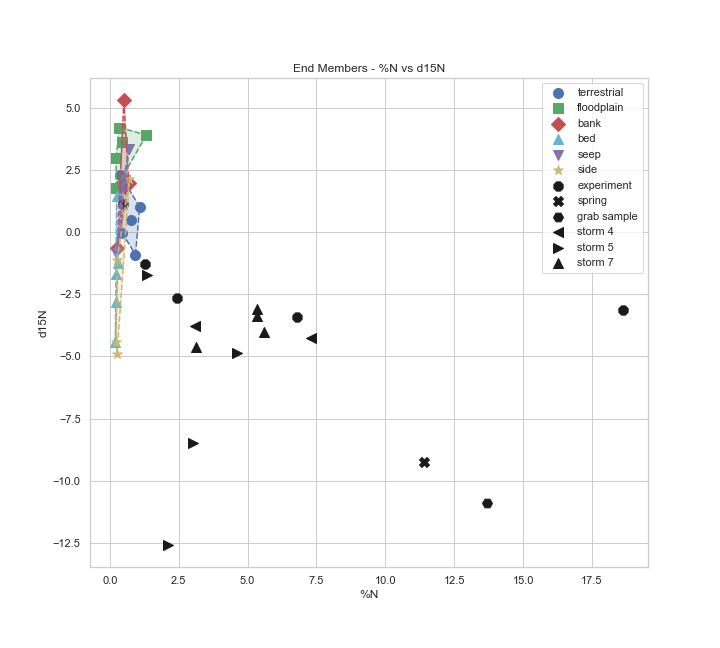 End Members - %N vs d15N
terrestrial
floodplain
bank
bed
seep
side
experiment
spring
grab sample
storm 4
storm 5
storm 7
5.0
2.5
0.0
−2.5
−5.0
−7.5
−10.0
−12.5
d15N
0.0
2.5
5.0
7.5
10.0
12.5
15.0
17.5
%N